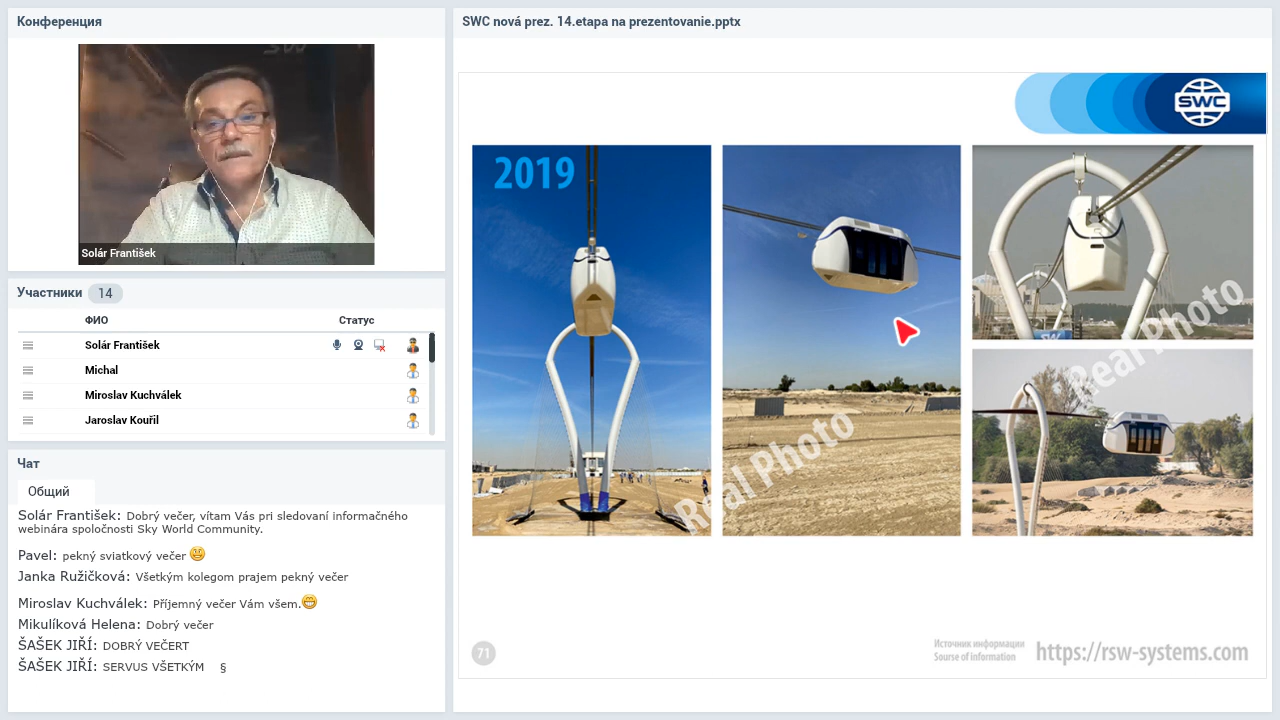 Конференция
Solár František
Участники 14
ФИО Статус
Solár František
Michal
Miroslav Kuchválek
Jaroslav Kouřil
Чат
Общий
Solár František: Dobrý večer, vítam Vás pri sledovaní informačného
webinára spoločnosti Sky World Community.
Pavel: pekný sviatkový večer
Janka Ružičková: Všetkým kolegom prajem pekný večer
Miroslav Kuchválek: Příjemný večer Vám všem.
Mikulíková Helena: Dobrý večer
ŠAŠEK JIŘÍ: DOBRÝ VEČERT
ŠAŠEK JIŘÍ: SERVUS VŠETKÝM §
SWC nová prez. 14.etapa na prezentovanie.pptx
SWC
2019
Real Photo
Real Photo
71
Источник информации
Sourse of information
https://rsw-systems.com